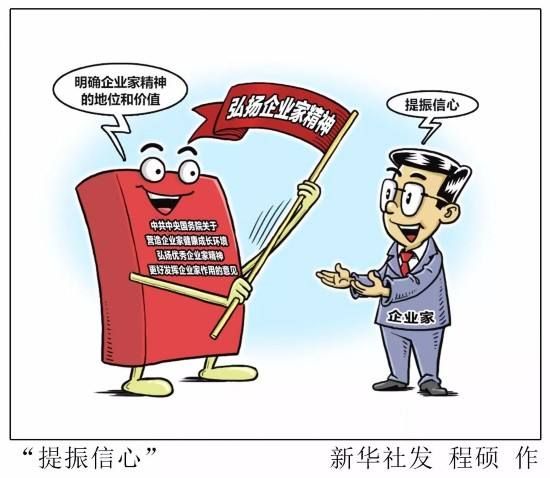 明确企业家精神
的地位和价值
弘扬企业家精神
提振信心
中共中央国务院关于
营造企业家健康成长环境
弘扬优秀企业家精神
更好发挥企业家作用的意见
企业家
“提振信心” 新华社发 程硕 作